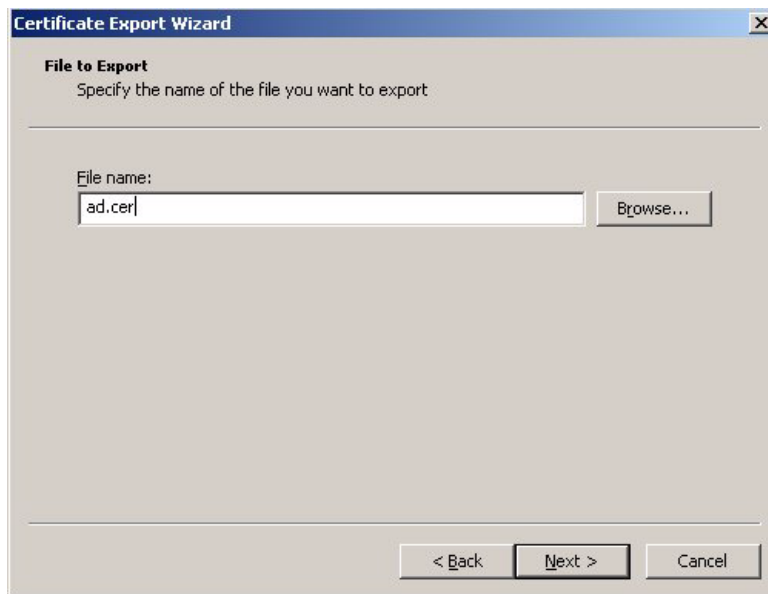 Certificate Export Wizard
File to Export
Specify the name of the file you want to export
File name:
ad.cer
Browse...
< Back
Next >
Cancel